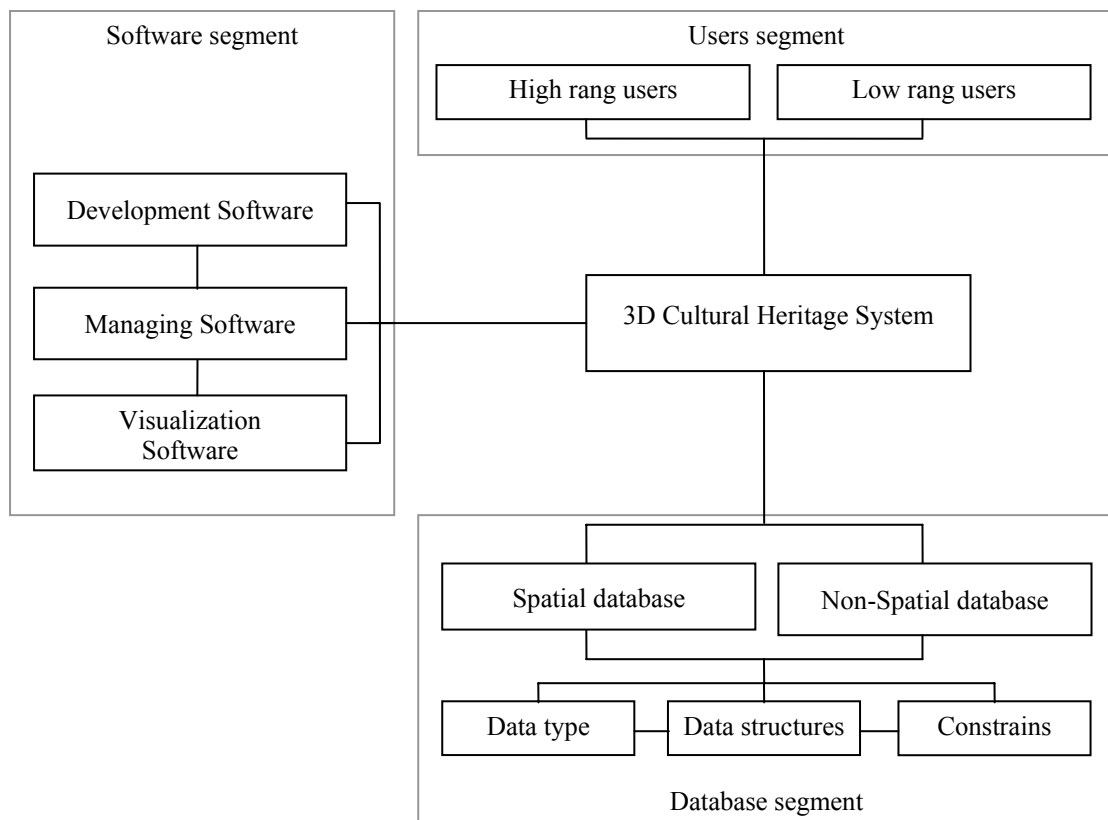 Software segment
Users segment
High rang users
Low rang users
Development Software
Managing Software
Visualization
Software
3D Cultural Heritage System
Spatial database
Non-Spatial database
Data type
Data structures
Constrains
Database segment